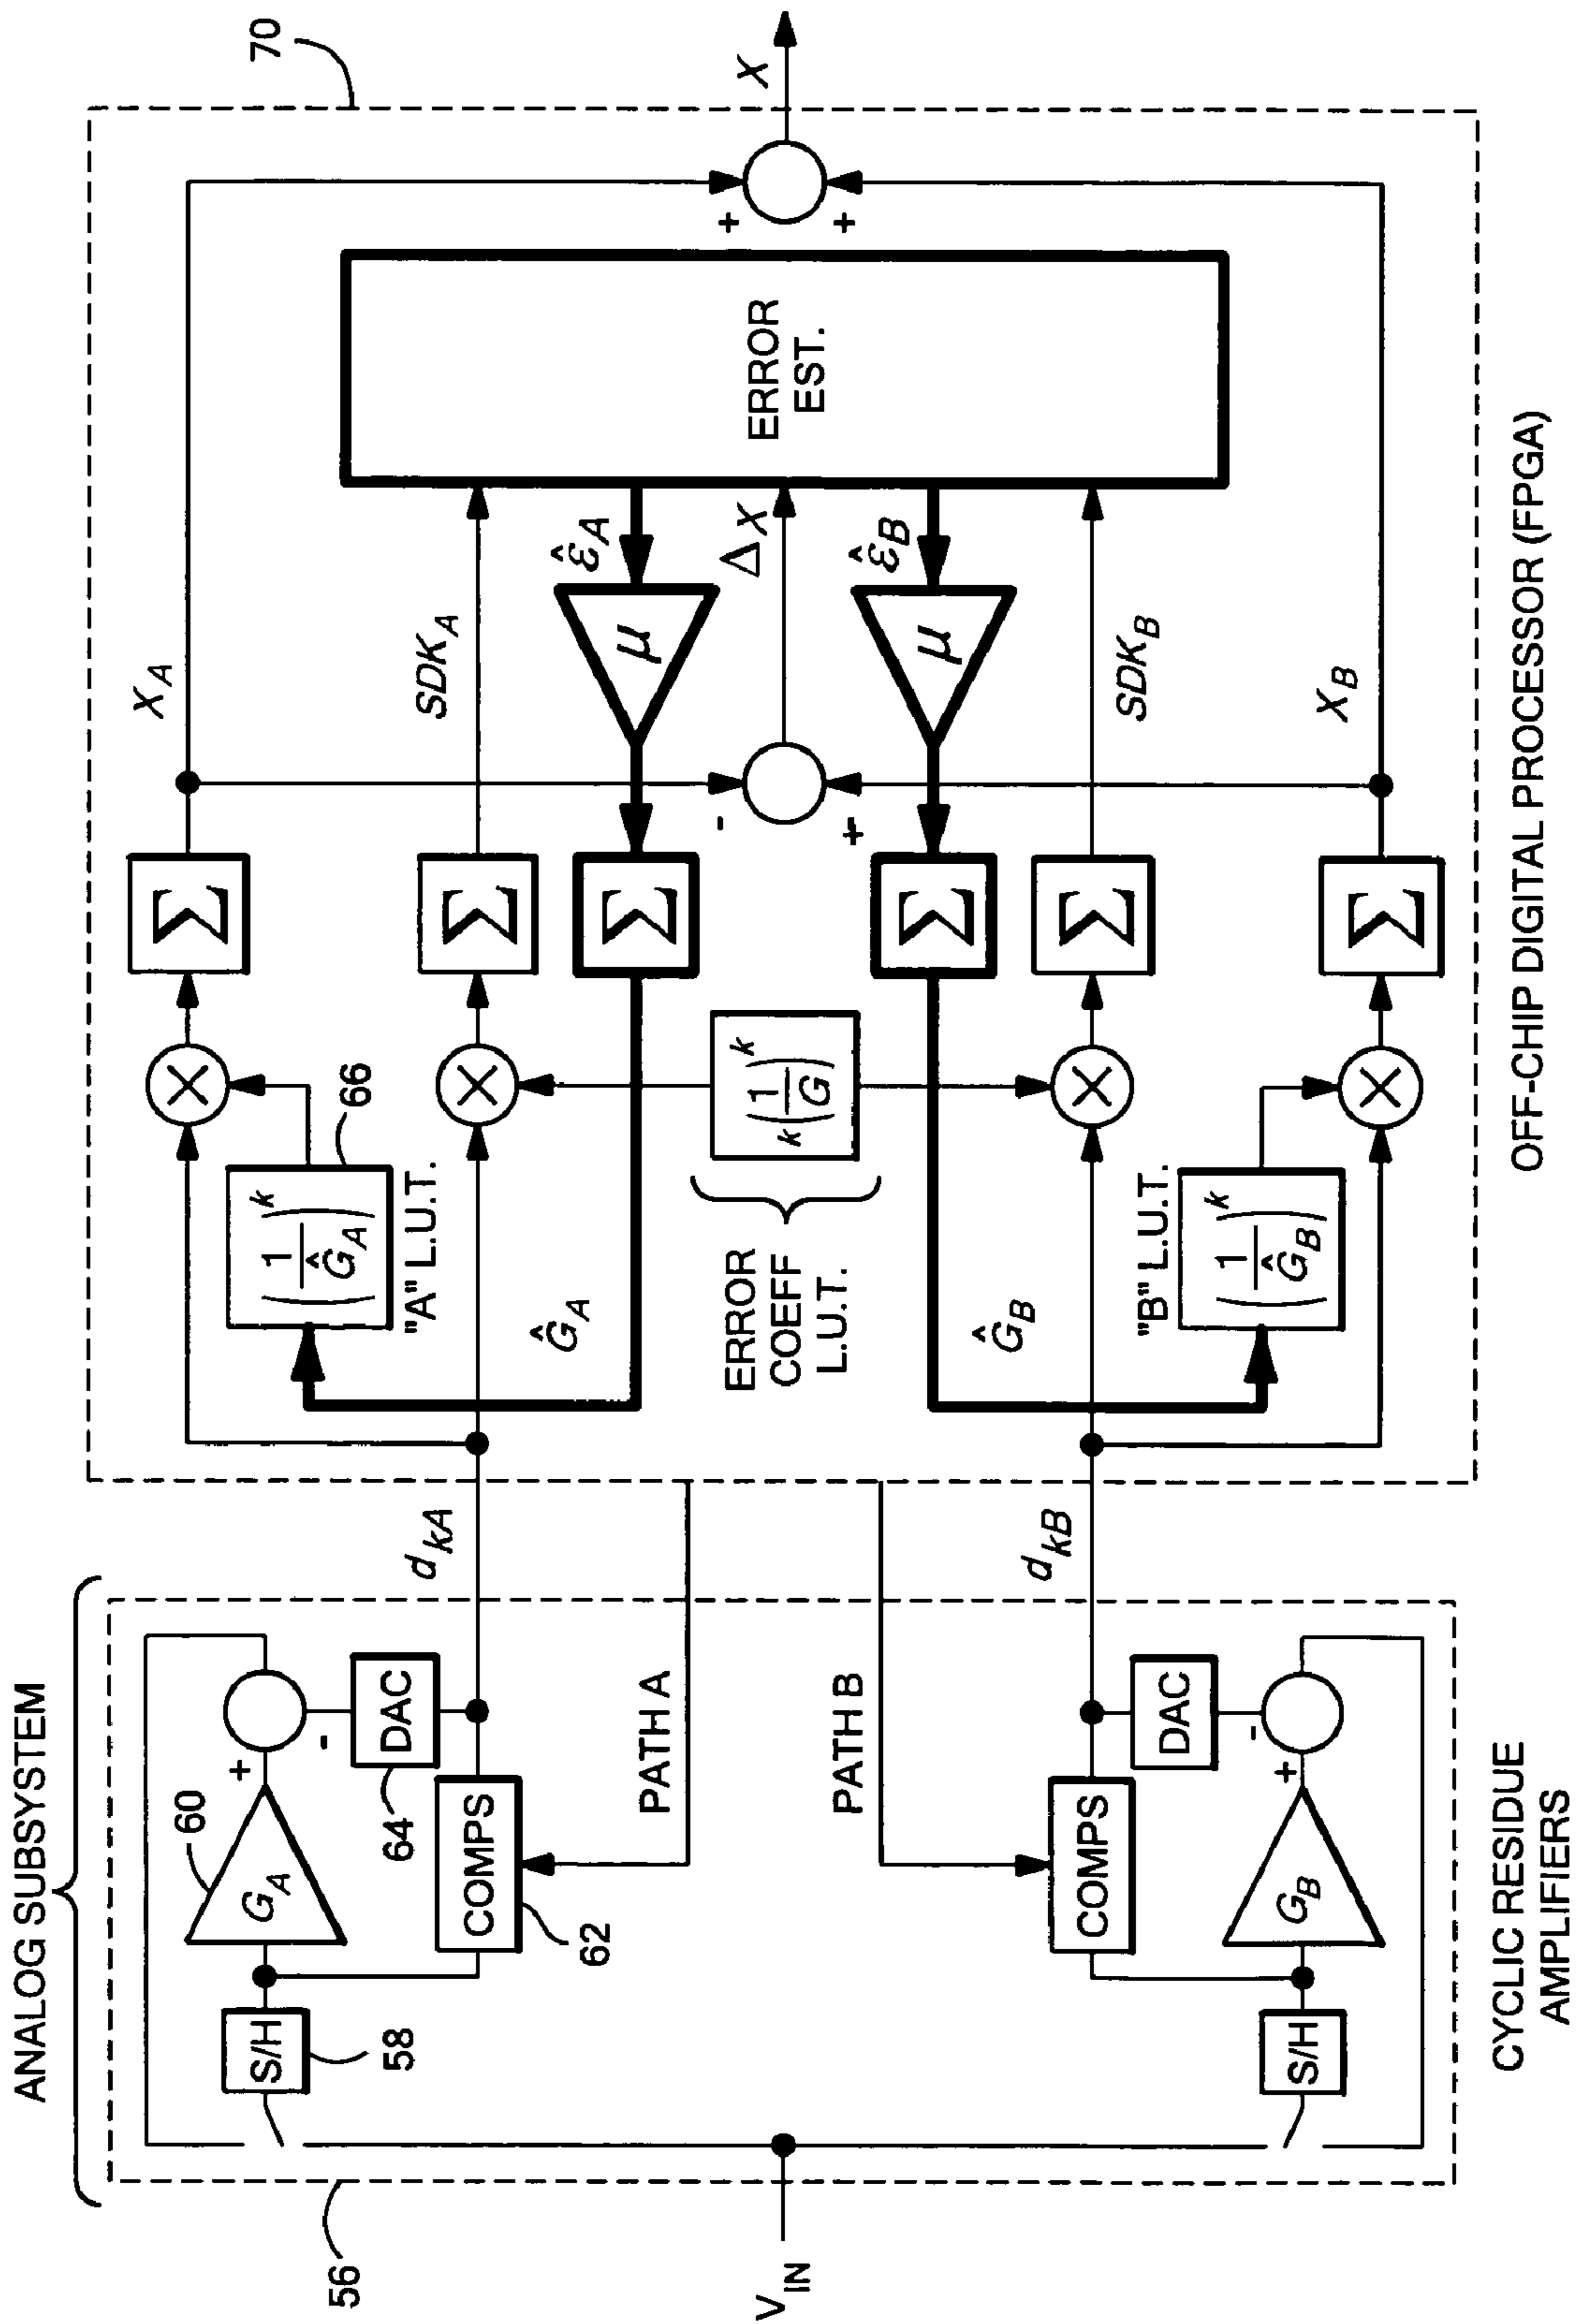 ANALOG SUBSYSTEM
56
V_IN
S/H
58
G_A
60
+
-
DAC
64
COMPS
62
PATH A
PATH B
COMPS
DAC
-
+
G_B
S/H
CYCLIC RESIDUE
AMPLIFIERS
d_kA
d_kB
70
(1/Ĝ_A)^k
66
"A" L.U.T.
Ĝ_A
ERROR
COEFF
L.U.T.
k(1/G)^k
Ĝ_B
"B" L.U.T.
(1/Ĝ_B)^k
×
×
×
×
Σ
Σ
Σ
Σ
Σ
Σ
x_A
SDK_A
μ
ε̂_A
-
+
Δx
μ
ε̂_B
SDK_B
x_B
ERROR
EST.
+
+
x
OFF-CHIP DIGITAL PROCESSOR (FPGA)